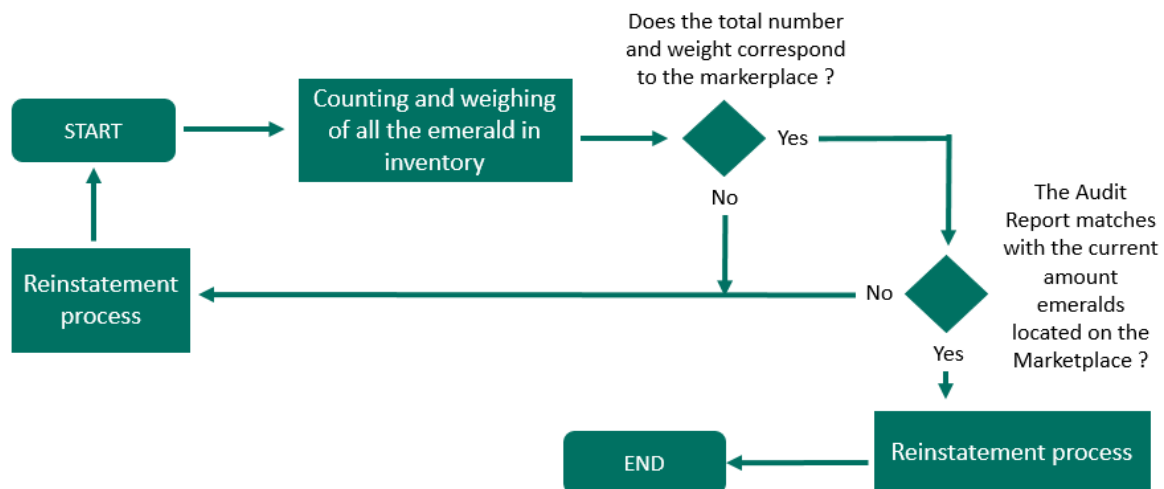 Does the total number
and weight correspond
to the markerplace ?
START
Counting and weighing
of all the emerald in
inventory
Yes
No
The Audit
Report matches
with the current
amount
emeralds
located on the
Marketplace ?
Reinstatement
process
No
Yes
Reinstatement process
END